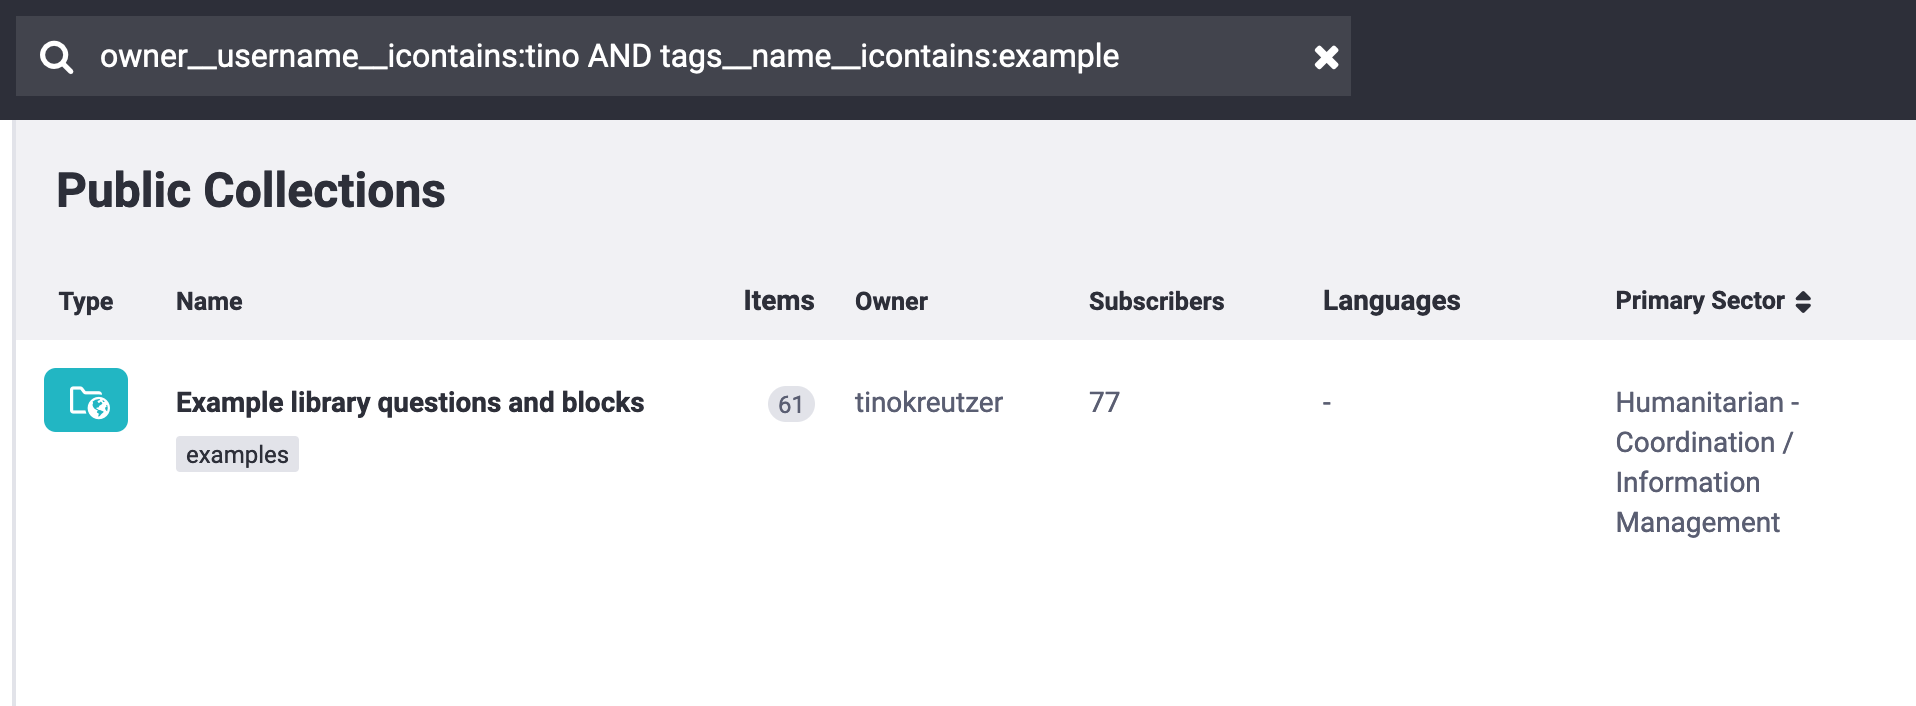 owner__username__icontains:tino AND tags__name__icontains:example
Public Collections
Type Name Items Owner Subscribers Languages Primary Sector
Example library questions and blocks 61 tinokreutzer 77 - Humanitarian -
Coordination /
examples
Information
Management